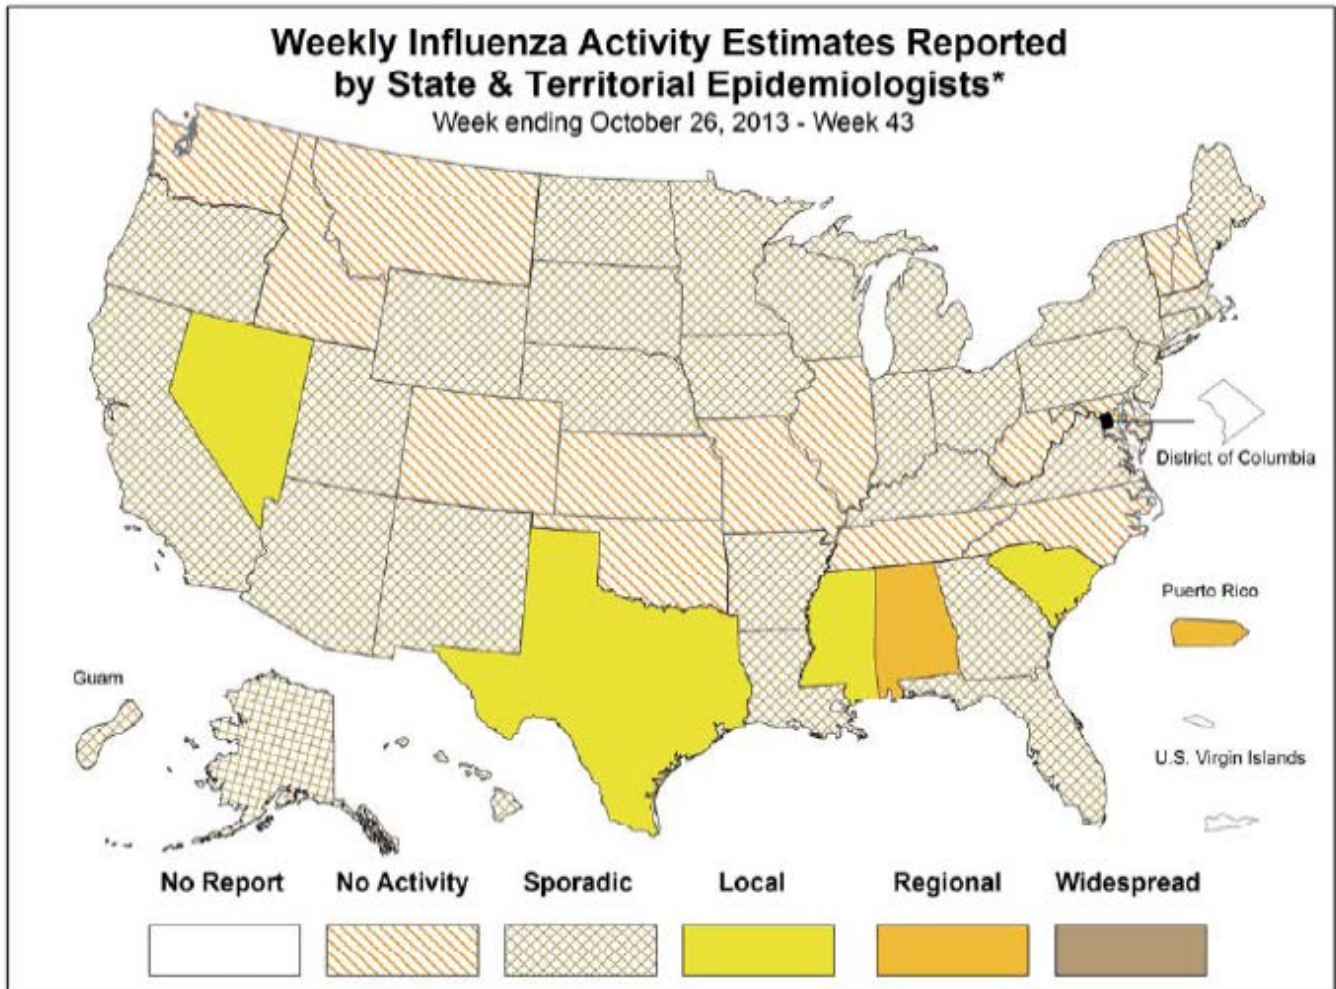 Weekly Influenza Activity Estimates Reported
by State & Territorial Epidemiologists*
Week ending October 26, 2013 - Week 43
District of Columbia
Puerto Rico
Guam
U.S. Virgin Islands
No Report No Activity Sporadic Local Regional Widespread